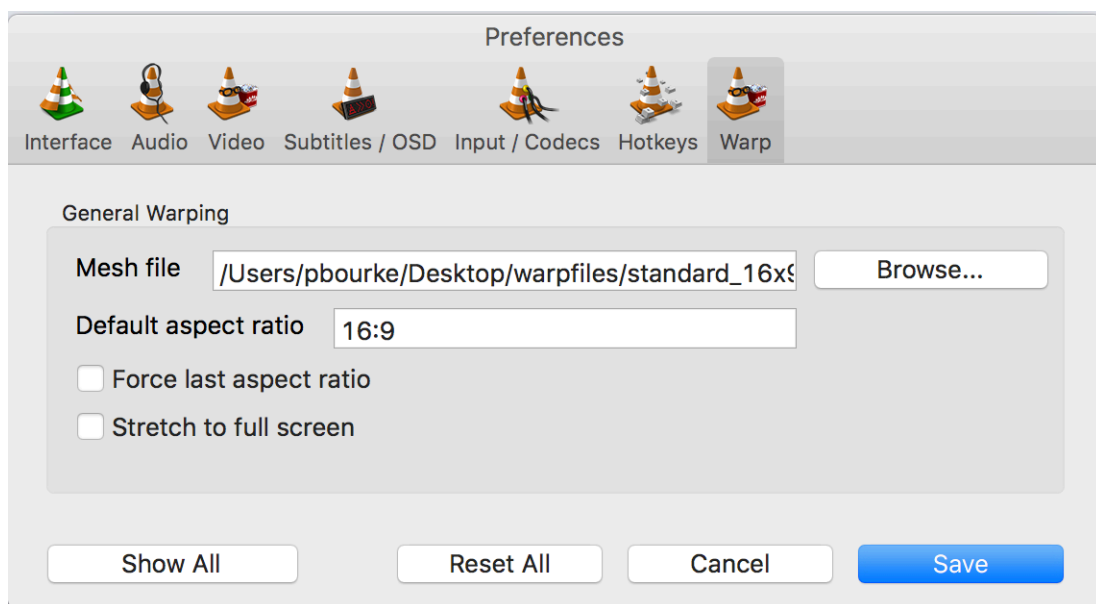 Preferences
Interface Audio Video Subtitles / OSD Input / Codecs Hotkeys Warp
General Warping
Mesh file /Users/pbourke/Desktop/warpfiles/standard_16x9 Browse...
Default aspect ratio 16:9
Force last aspect ratio
Stretch to full screen
Show All Reset All Cancel Save